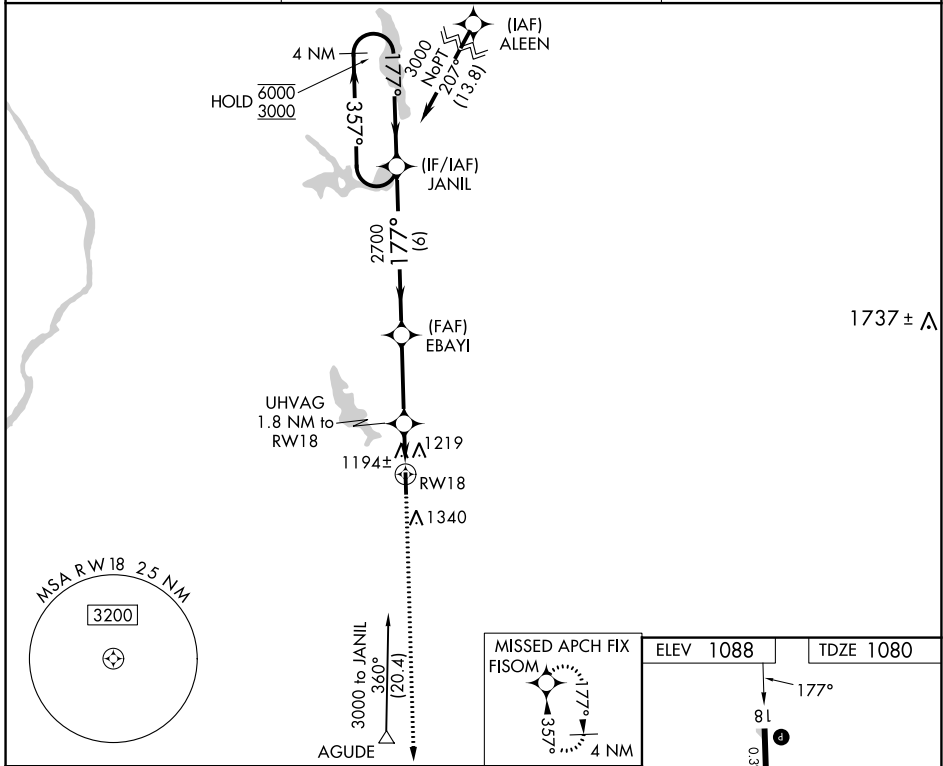 (IAF)
ALEEN
4 NM
HOLD 6000
3000
177°
357°
3000
NoPT
207°
(13.8)
(IF/IAF)
JANIL
2700
177°
(6)
(FAF)
EBAYI
1737 ±
UHVAG
1.8 NM to
RW18
1219
1194±
RW18
1340
MSA RW18 25 NM
3200
3000 to JANIL
360°
(20.4)
AGUDE
MISSED APCH FIX
FISOM
177°
357°
4 NM
ELEV 1088
TDZE 1080
177°
18
P
0.3